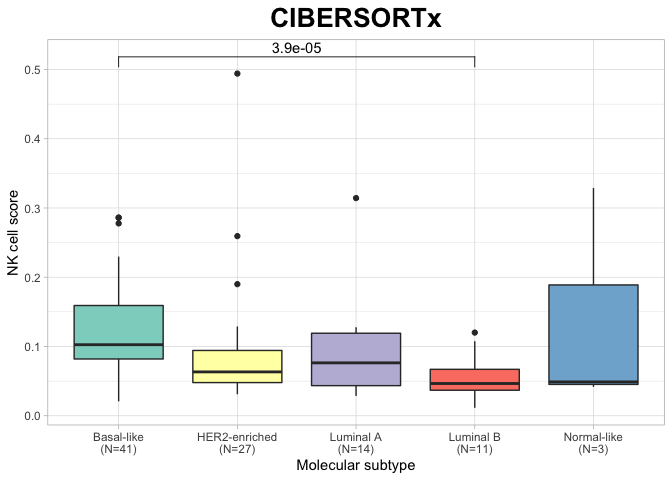 CIBERSORTx
3.9e-05
0.5
0.4
0.3
0.2
0.1
0.0
NK cell score
Basal-like HER2-enriched Luminal A Luminal B Normal-like
(N=41) (N=27) (N=14) (N=11) (N=3)
Molecular subtype